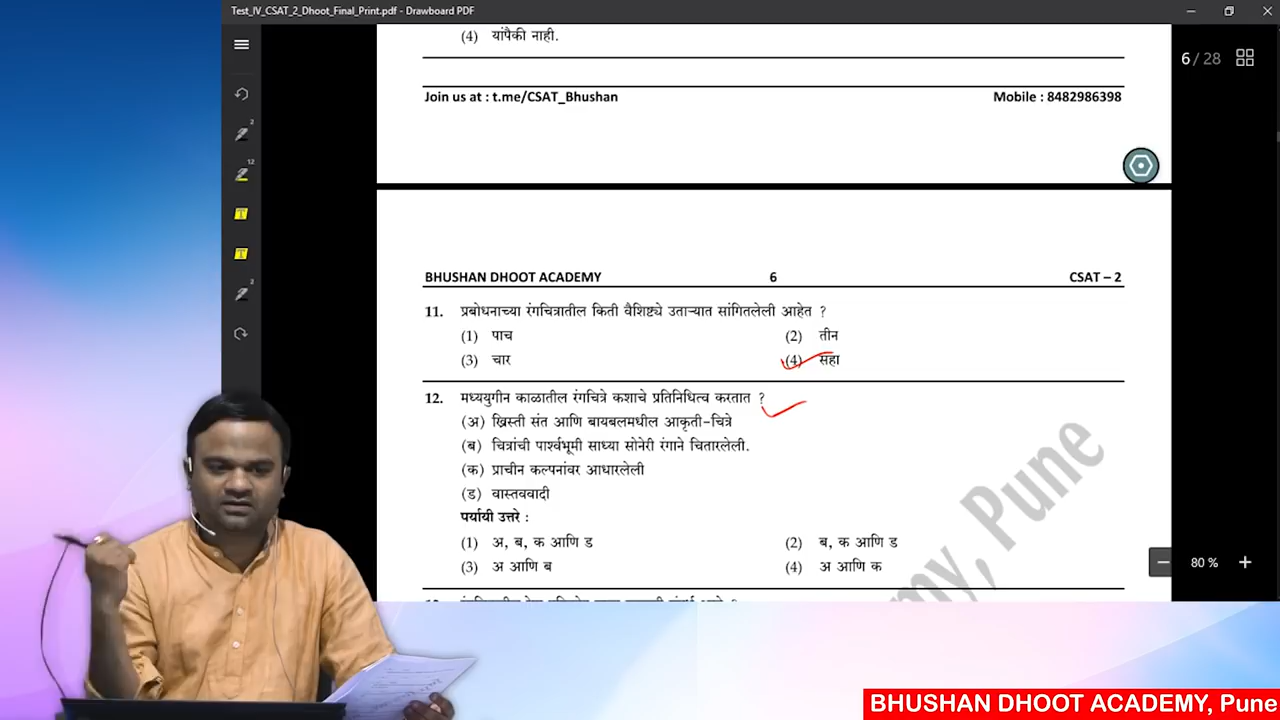 Test_IV_CSAT_2_Dhoot_Final_Print.pdf - Drawboard PDF
(4) यांपैकी नाही.
6 / 28
Join us at : t.me/CSAT_Bhushan Mobile : 8482986398
BHUSHAN DHOOT ACADEMY 6 CSAT – 2
11. प्रबोधनाच्या रंगचित्रातील किती वैशिष्ट्ये उताऱ्यात सांगितलेली आहेत ?
(1) पाच (2) तीन
(3) चार (4) सहा
12. मध्ययुगीन काळातील रंगचित्रे कशाचे प्रतिनिधित्व करतात ?
(अ) ख्रिस्ती संत आणि बायबलमधील आकृती-चित्रे
(ब) चित्रांची पार्श्वभूमी साध्या सोनेरी रंगाने चितारलेली.
(क) प्राचीन कल्पनांवर आधारलेली
(ड) वास्तववादी
पर्यायी उत्तरे :
(1) अ, ब, क आणि ड (2) ब, क आणि ड
(3) अ आणि ब (4) अ आणि क
80 %
my, Pune
BHUSHAN DHOOT ACADEMY, Pune